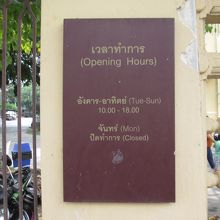 เวลาทำการ
(Opening Hours)
อังคาร-อาทิตย์ (Tue-Sun)
10.00 - 18.00
จันทร์ (Mon)
ปิดทำการ (Closed)